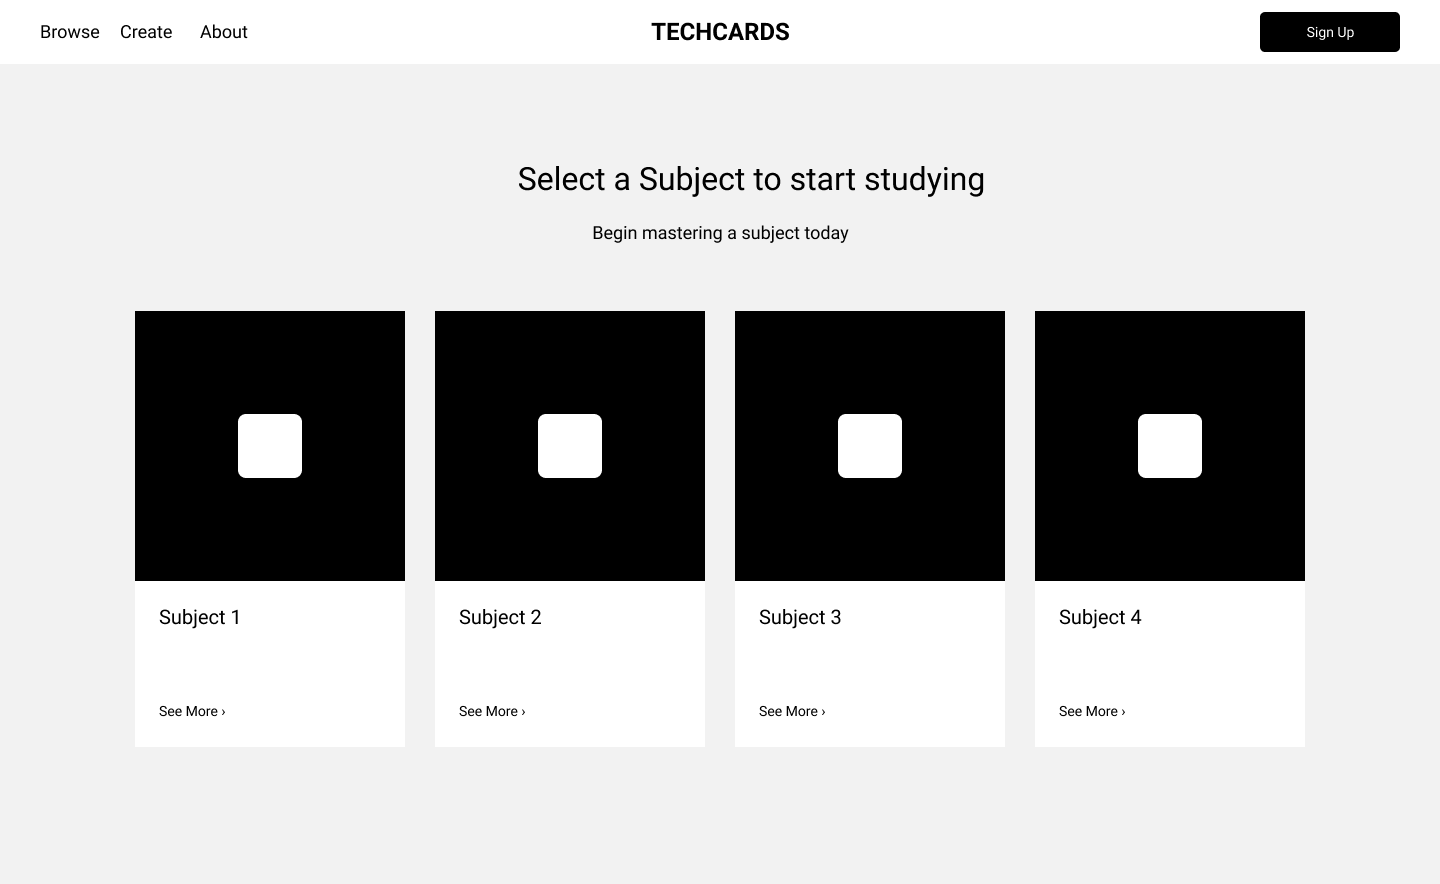 Browse Create About TECHCARDS Sign Up
Select a Subject to start studying
Begin mastering a subject today
Subject 1
See More ›
Subject 2
See More ›
Subject 3
See More ›
Subject 4
See More ›